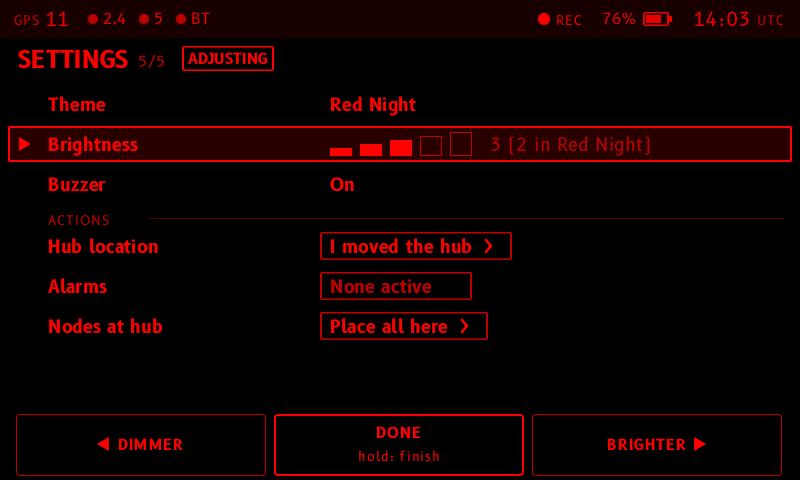 GPS 11 2.4 5 BT REC 76% 14:03 UTC
SETTINGS 5/5 ADJUSTING
Theme Red Night
Brightness 3 (2 in Red Night)
Buzzer On
ACTIONS
Hub location I moved the hub >
Alarms None active
Nodes at hub Place all here >
◀ DIMMER DONE BRIGHTER ▶
hold: finish